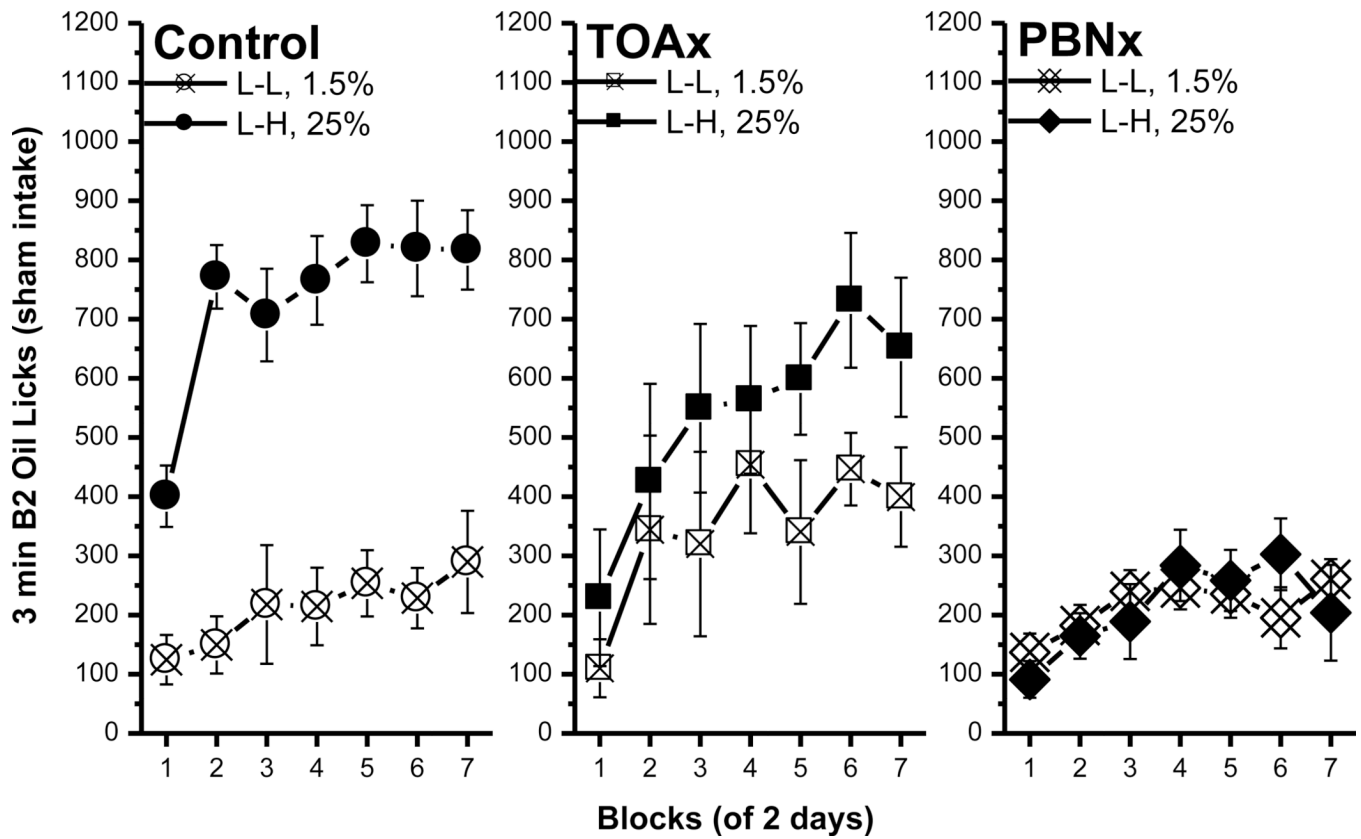 3 min B2 Oil Licks (sham intake)
Control
L-L, 1.5%
L-H, 25%
1200
1100
1000
900
800
700
600
500
400
300
200
100
0
1 2 3 4 5 6 7
TOAx
L-L, 1.5%
L-H, 25%
1200
1100
1000
900
800
700
600
500
400
300
200
100
0
1 2 3 4 5 6 7
PBNx
L-L, 1.5%
L-H, 25%
1200
1100
1000
900
800
700
600
500
400
300
200
100
0
1 2 3 4 5 6 7
Blocks (of 2 days)